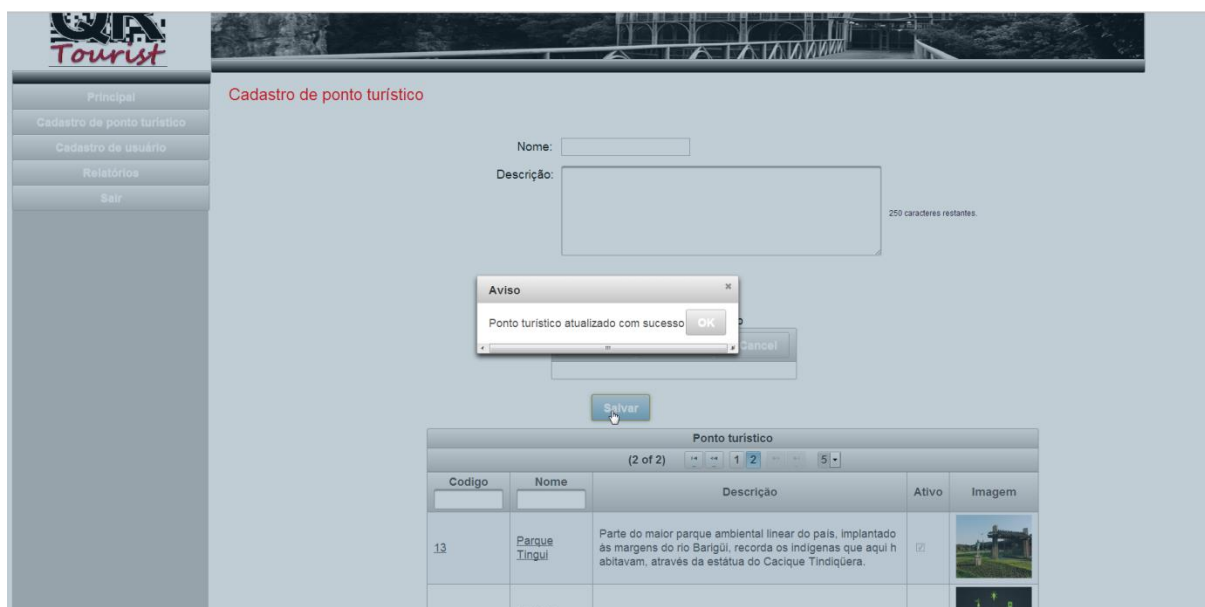 QR
Tourist
Principal
Cadastro de ponto turístico
Cadastro de usuário
Relatórios
Sair
Cadastro de ponto turístico
Nome:
Descrição:
250 caracteres restantes.
Aviso
Ponto turistico atualizado com sucesso OK
Cancel
Salvar
Ponto turistico
(2 of 2) 1 2 5
Codigo Nome Descrição Ativo Imagem
13 Parque Tingui Parte do maior parque ambiental linear do país, implantado
às margens do rio Barigüi, recorda os indígenas que aqui h
abitavam, através da estátua do Cacique Tindiqüera.